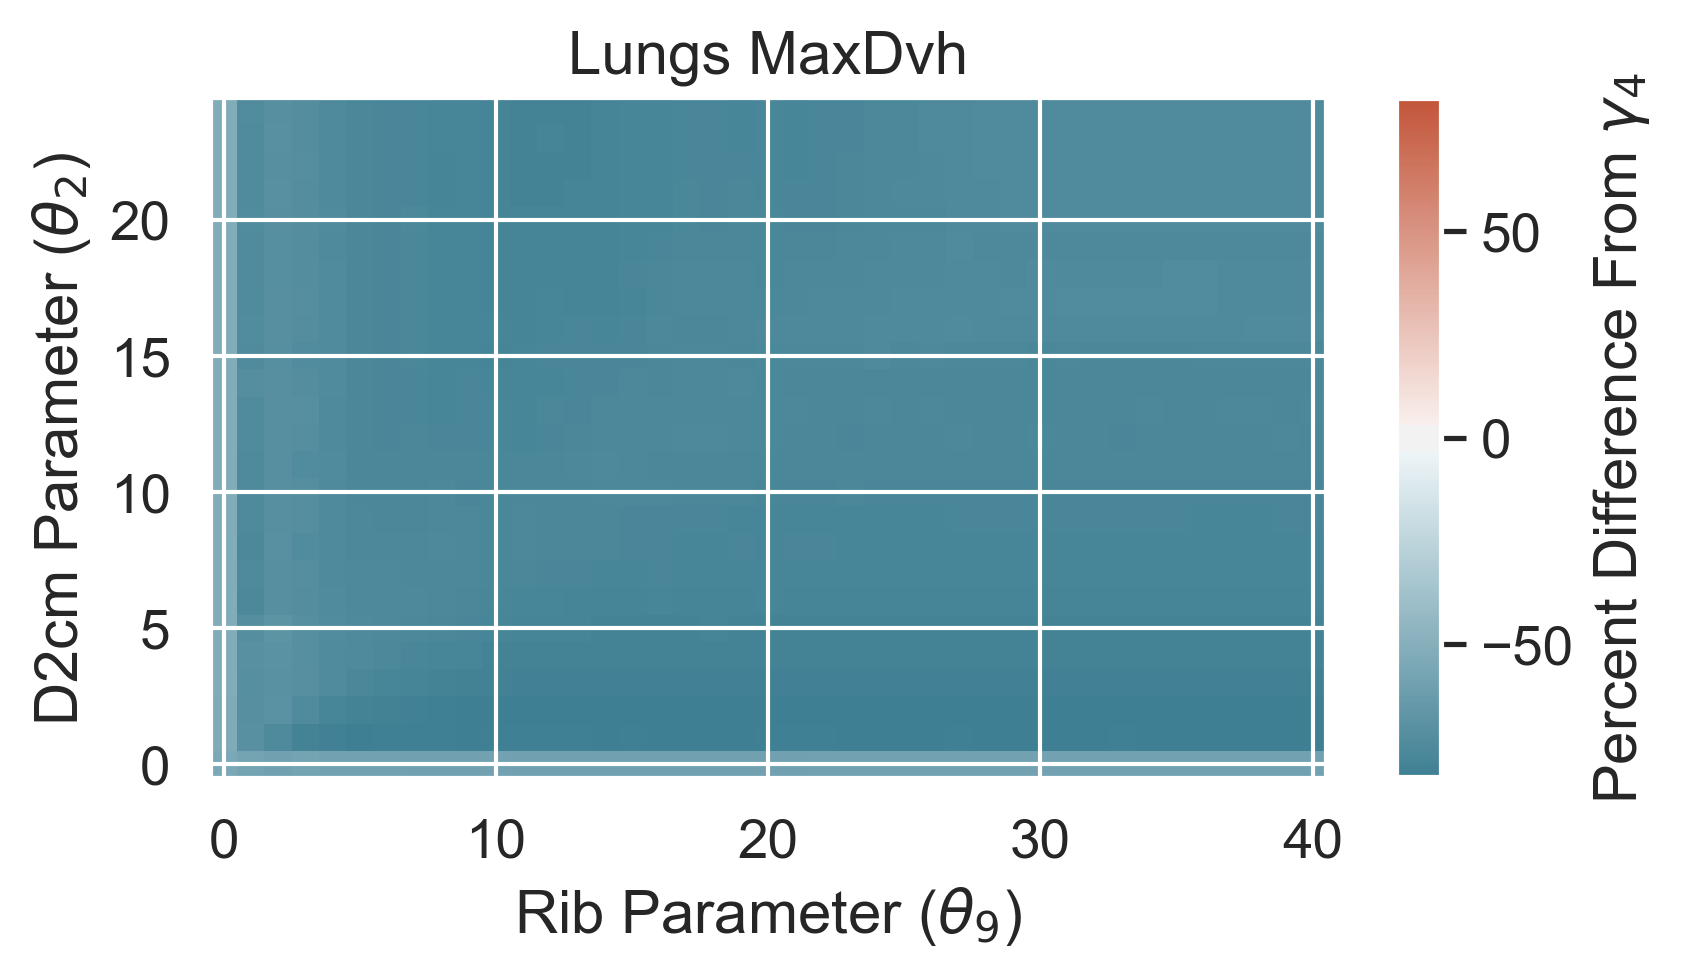 Lungs MaxDvh
D2cm Parameter (θ₂)
20
15
10
5
0
0 10 20 30 40
Rib Parameter (θ₉)
50
0
−50
Percent Difference From γ₄